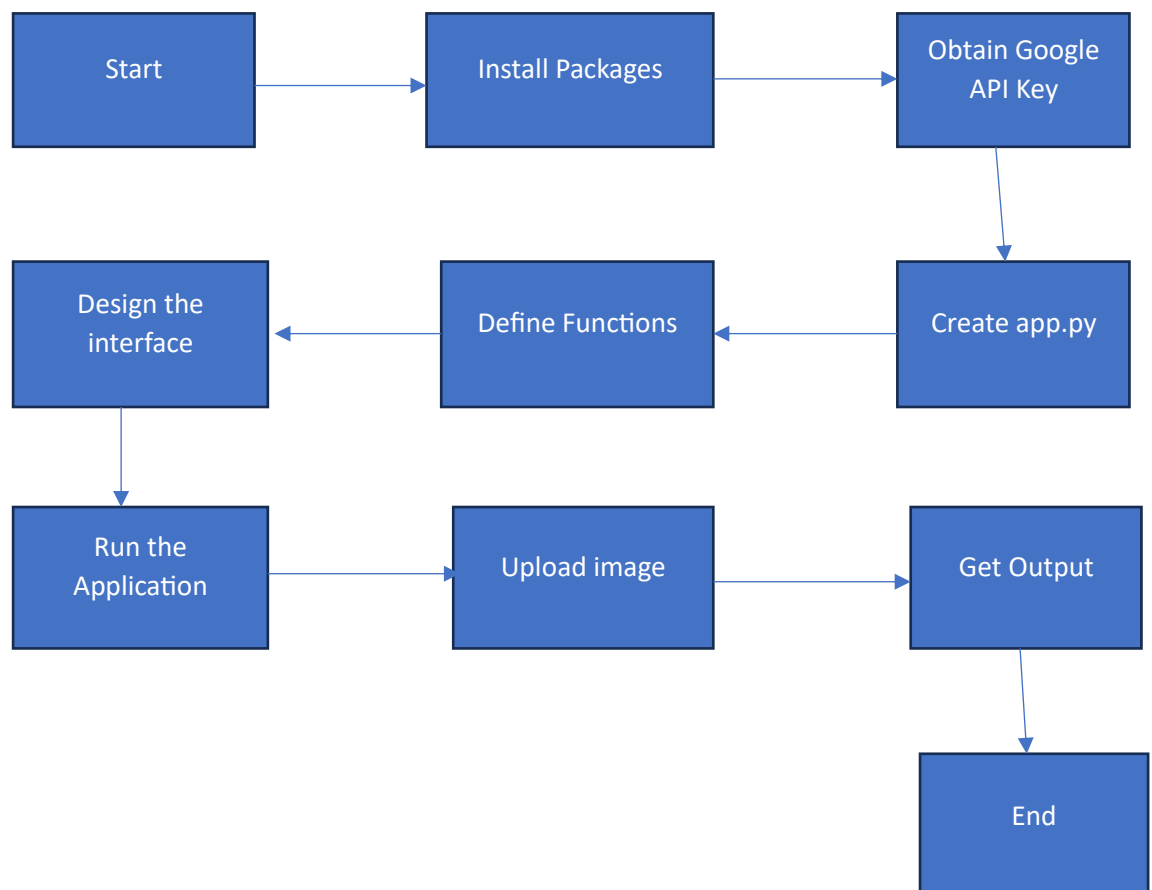 Start
Install Packages
Obtain Google
API Key
Create app.py
Define Functions
Design the
interface
Run the
Application
Upload image
Get Output
End